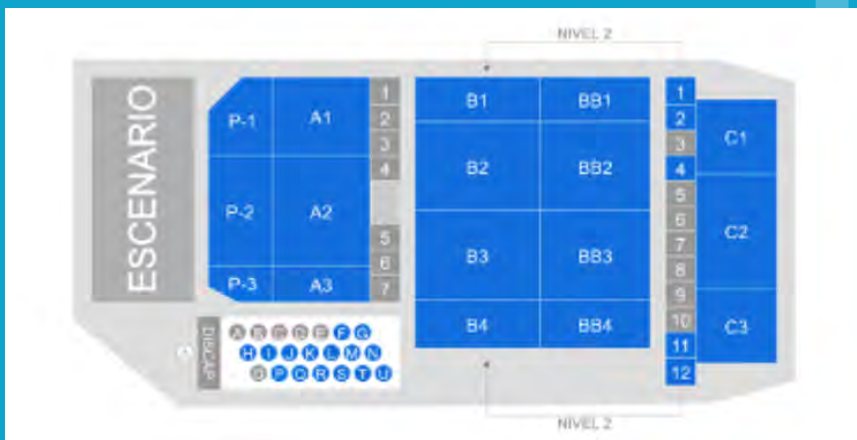 NIVEL 2
ESCENARIO
P-1 A1
P-2 A2
P-3 A3
1
2
3
4
5
6
7
B1 BB1
B2 BB2
B3 BB3
B4 BB4
1
2
3
4
5
6
7
8
9
10
11
12
C1
C2
C3
DISCAP
A B C D E F G
H I J K L M N
O P Q R S T U
NIVEL 2